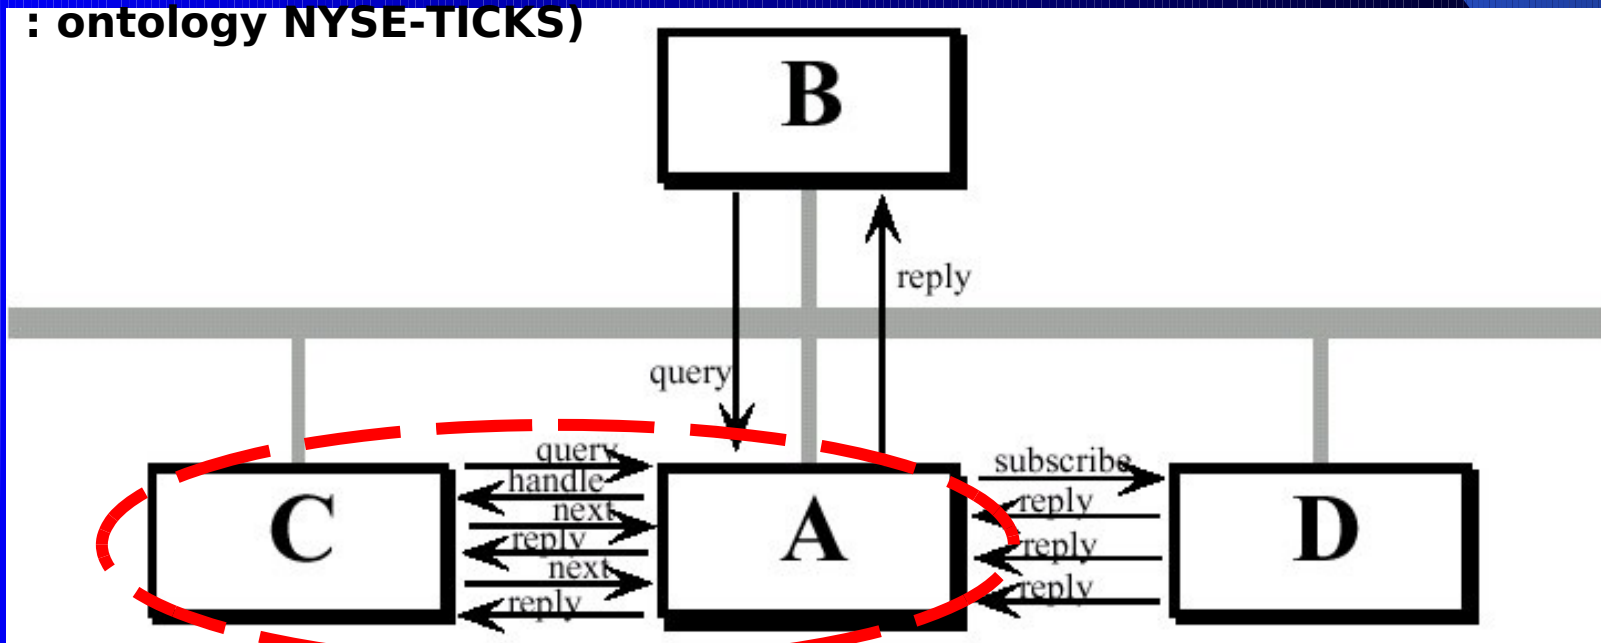 : ontology NYSE-TICKS)
B
reply
query
query
handle
next
reply
next
reply
C
A
subscribe
reply
reply
reply
D